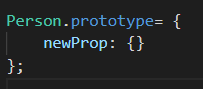 Person.prototype= {
    newProp: {}
};